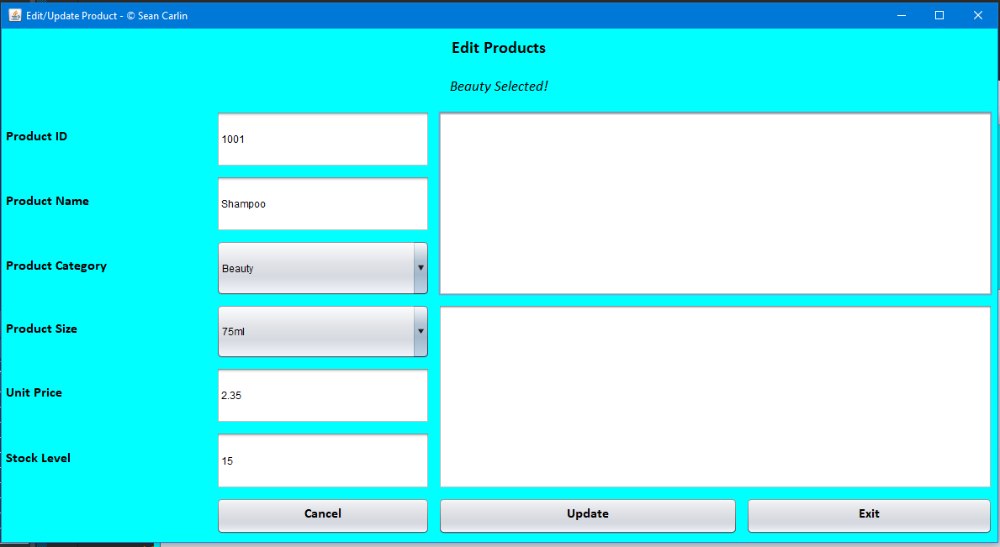 Edit/Update Product - © Sean Carlin
Edit Products
Beauty Selected!
Product ID
1001
Product Name
Shampoo
Product Category
Beauty
Product Size
75ml
Unit Price
2.35
Stock Level
15
Cancel
Update
Exit